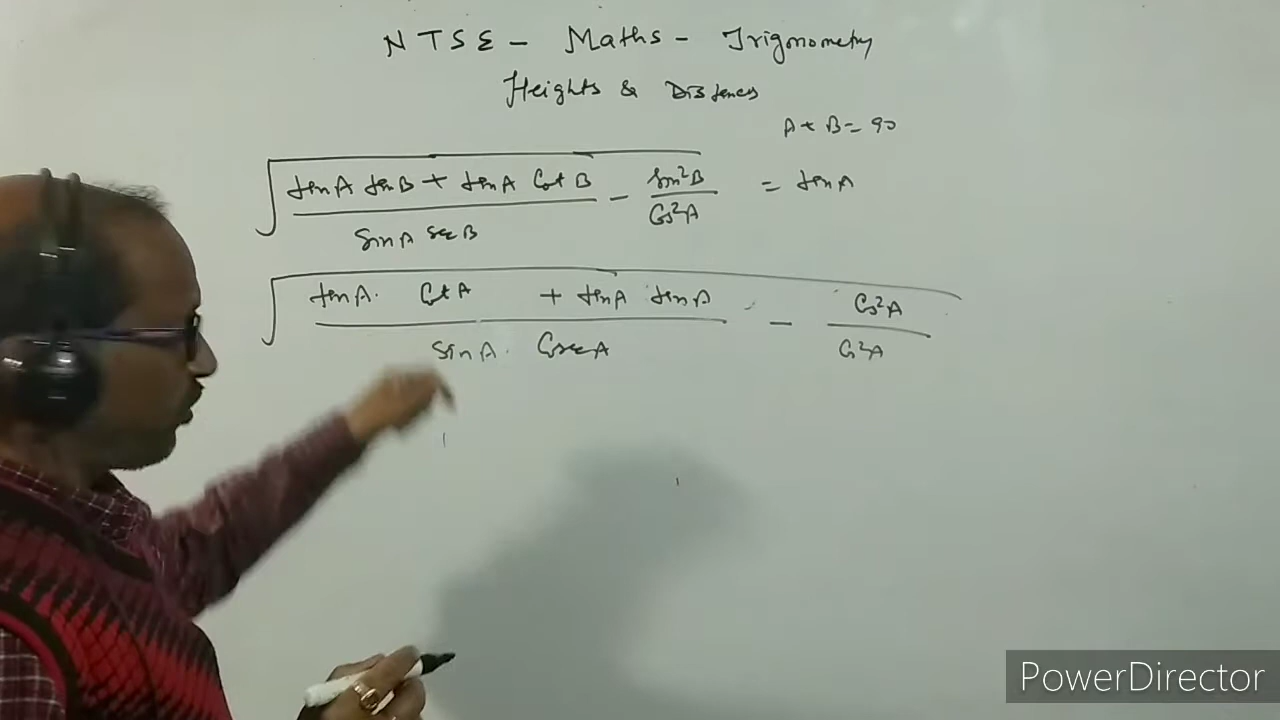 NTSE - Maths - Trigonometry
Heights & Distences
A + B = 90
√ tanA tanB + tanA CotB / SinA secB - Sin²B / Cos²A = tanA
√ tanA. CotA + tanA tanA / sinA. CosecA - Cos²A / Cos²A
PowerDirector